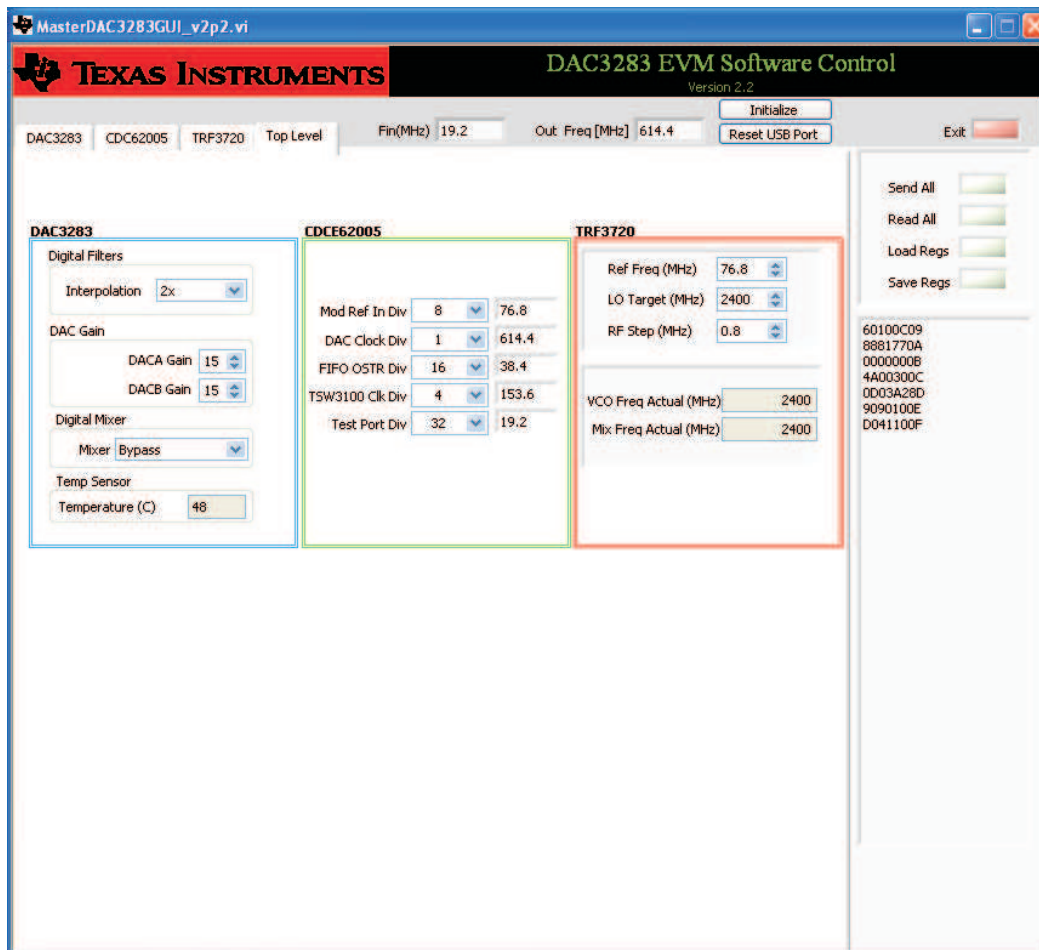 MasterDAC3283GUI_v2p2.vi
TEXAS INSTRUMENTS
DAC3283 EVM Software Control
Version 2.2
DAC3283
CDC62005
TRF3720
Top Level
Fin(MHz) 19.2
Out Freq [MHz] 614.4
Initialize
Reset USB Port
Exit
Send All
Read All
Load Regs
Save Regs
DAC3283
Digital Filters
Interpolation 2x
DAC Gain
DACA Gain 15
DACB Gain 15
Digital Mixer
Mixer Bypass
Temp Sensor
Temperature (C) 48
CDCE62005
Mod Ref In Div 8 76.8
DAC Clock Div 1 614.4
FIFO OSTR Div 16 38.4
TSW3100 Clk Div 4 153.6
Test Port Div 32 19.2
TRF3720
Ref Freq (MHz) 76.8
LO Target (MHz) 2400
RF Step (MHz) 0.8
VCO Freq Actual (MHz) 2400
Mix Freq Actual (MHz) 2400
60100C09
8881770A
0000000B
4A00300C
0D03A28D
9090100E
D041100F